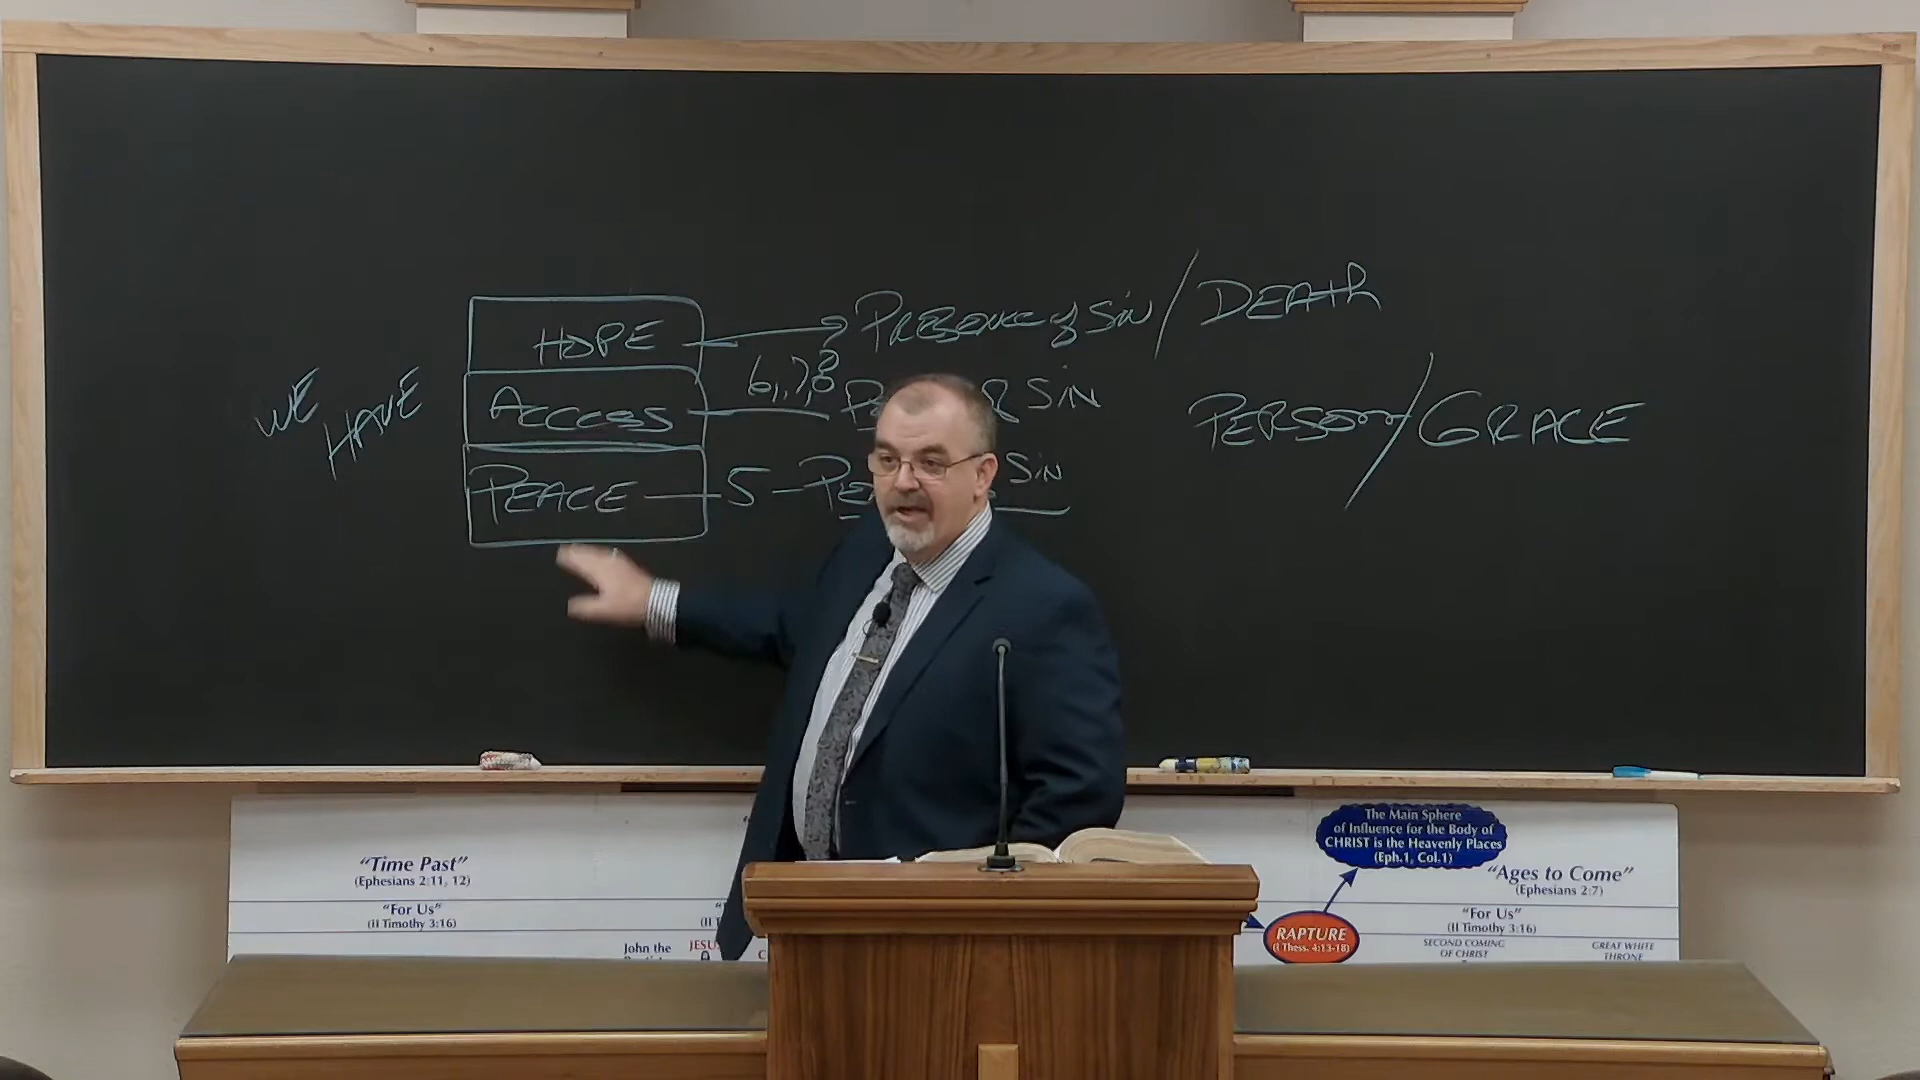 HOPE
PRESENCE of SiN / DEATH
WE
HAVE
ACCESS
6,7,8
SiN
PERSON / GRACE
PEACE
5
SiN
"Time Past"
(Ephesians 2:11, 12)
"For Us"
(II Timothy 3:16)
John the
JESUS
The Main Sphere
of Influence for the Body of
CHRIST is the Heavenly Places
(Eph.1, Col.1)
"Ages to Come"
(Ephesians 2:7)
"For Us"
(II Timothy 3:16)
RAPTURE
(I Thess. 4:13-18)
SECOND COMING
OF CHRIST
GREAT WHITE
THRONE